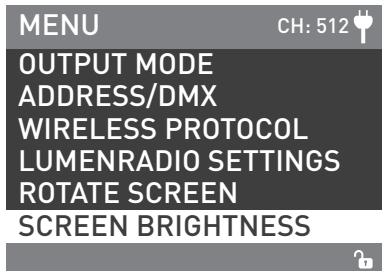 MENU CH: 512
OUTPUT MODE
ADDRESS/DMX
WIRELESS PROTOCOL
LUMENRADIO SETTINGS
ROTATE SCREEN
SCREEN BRIGHTNESS